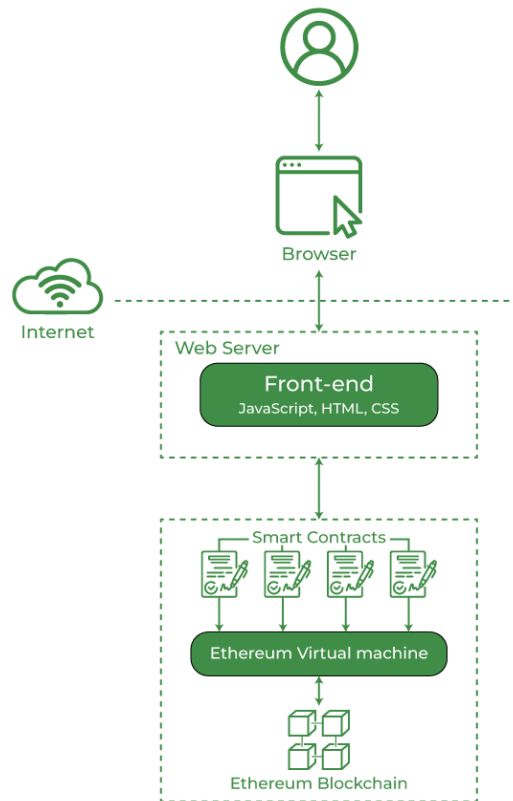 Browser
Internet
Web Server
Front-end
JavaScript, HTML, CSS
Smart Contracts
Ethereum Virtual machine
Ethereum Blockchain